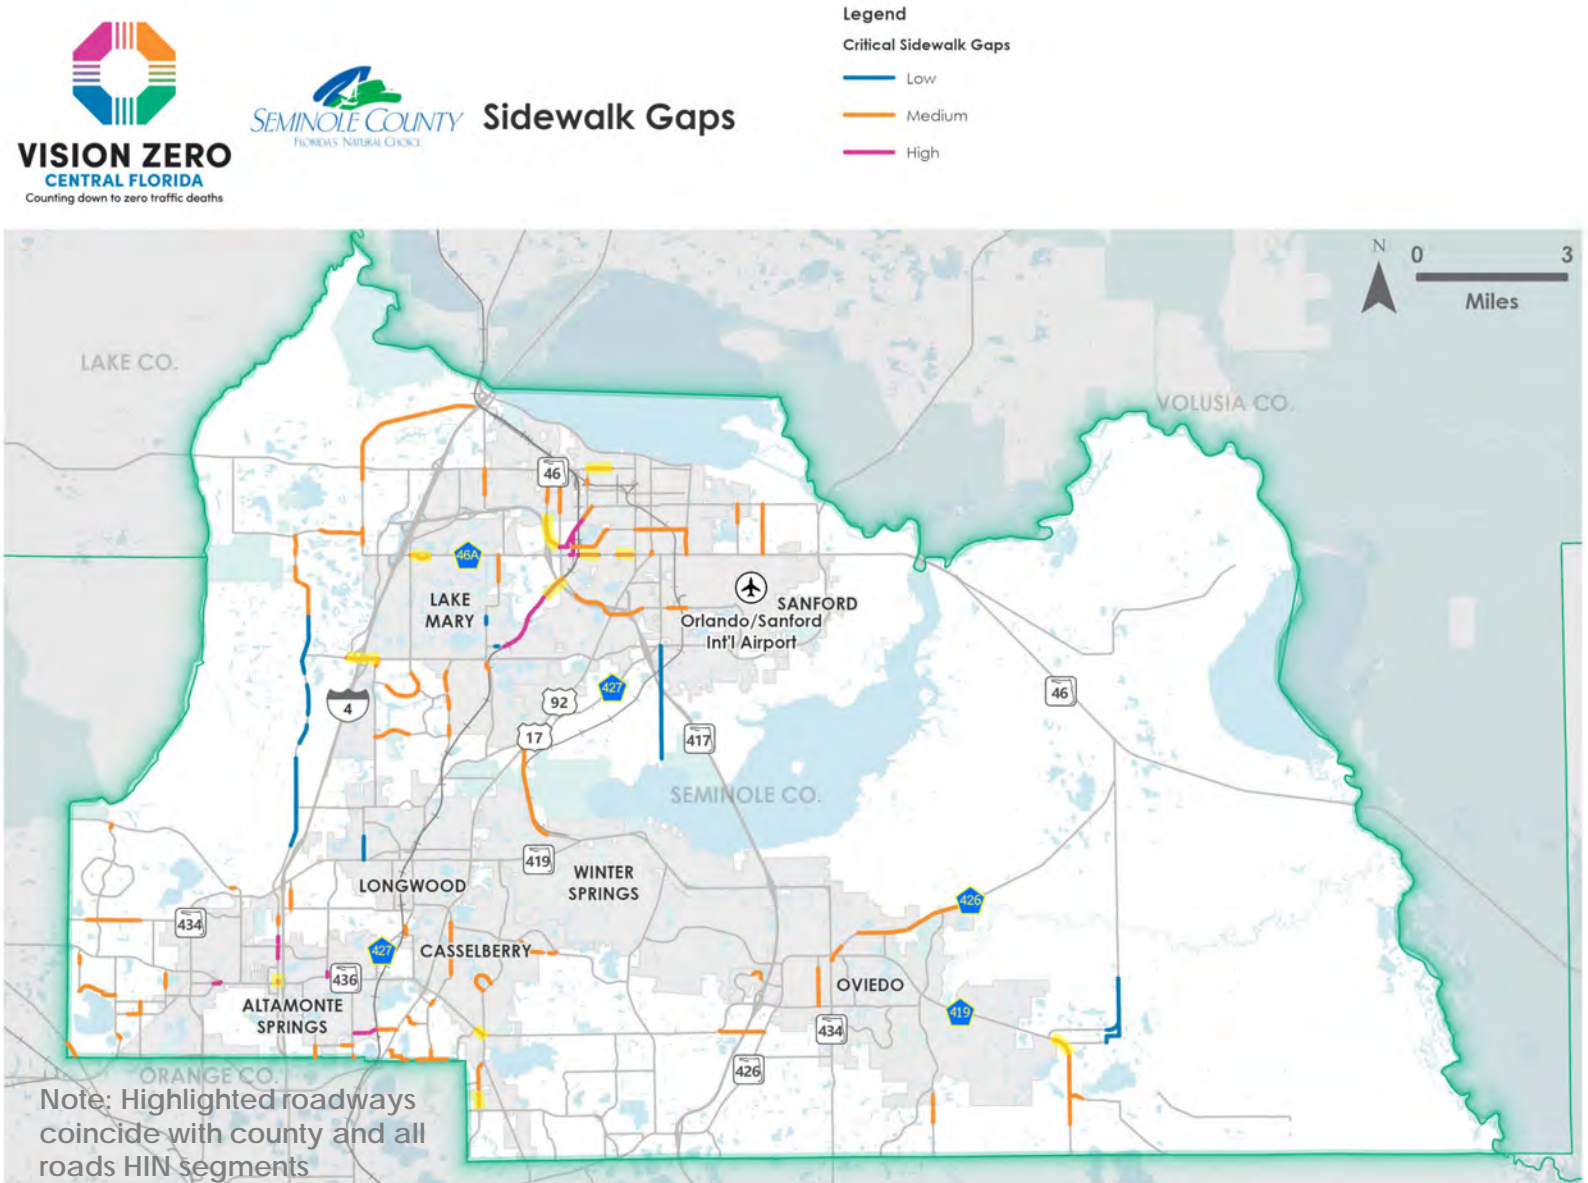 VISION ZERO
CENTRAL FLORIDA
Counting down to zero traffic deaths
SEMINOLE COUNTY
FLORIDA'S NATURAL CHOICE
Sidewalk Gaps
Legend
Critical Sidewalk Gaps
Low
Medium
High
N
0 3
Miles
LAKE CO.
VOLUSIA CO.
46
46A
LAKE
MARY
SANFORD
Orlando/Sanford
Int'l Airport
427
92
4
17
417
46
SEMINOLE CO.
419
WINTER
SPRINGS
LONGWOOD
426
434
427
CASSELBERRY
436
OVIEDO
ALTAMONTE
SPRINGS
419
434
426
ORANGE CO.
Note: Highlighted roadways
coincide with county and all
roads HIN segments